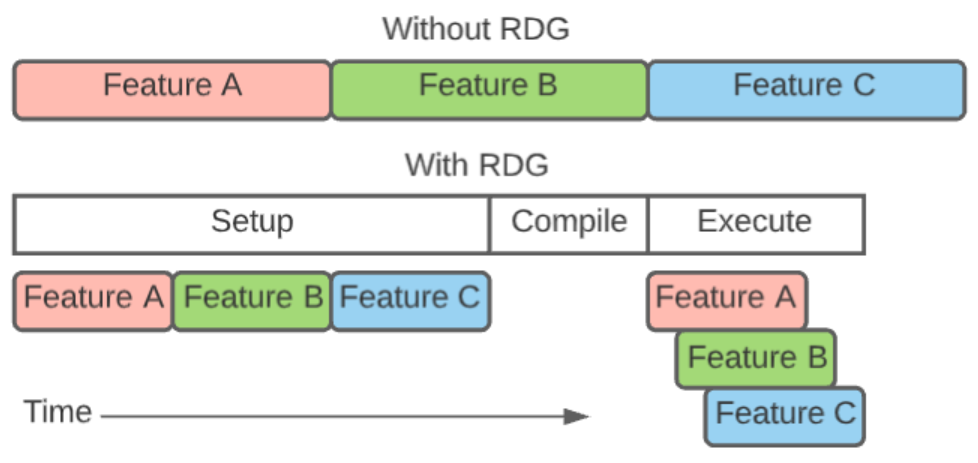 Without RDG
Feature A Feature B Feature C
With RDG
Setup Compile Execute
Feature A Feature B Feature C Feature A
Feature B
Time Feature C